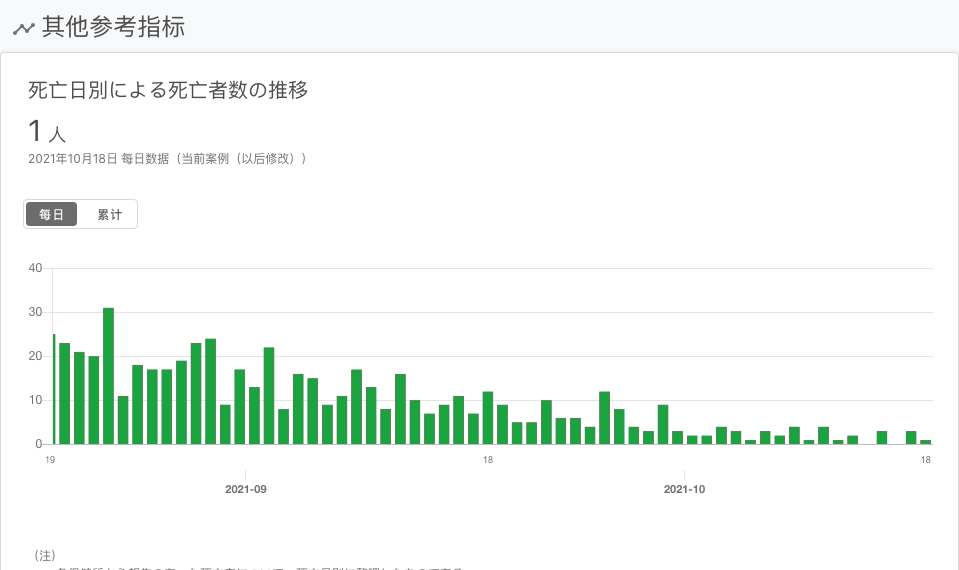 其他参考指标
死亡日別による死亡者数の推移
1 人
2021年10月18日 每日数据（当前案例（以后修改））
每日 累计
40
30
20
10
0
19 18 18
2021-09 2021-10
（注）